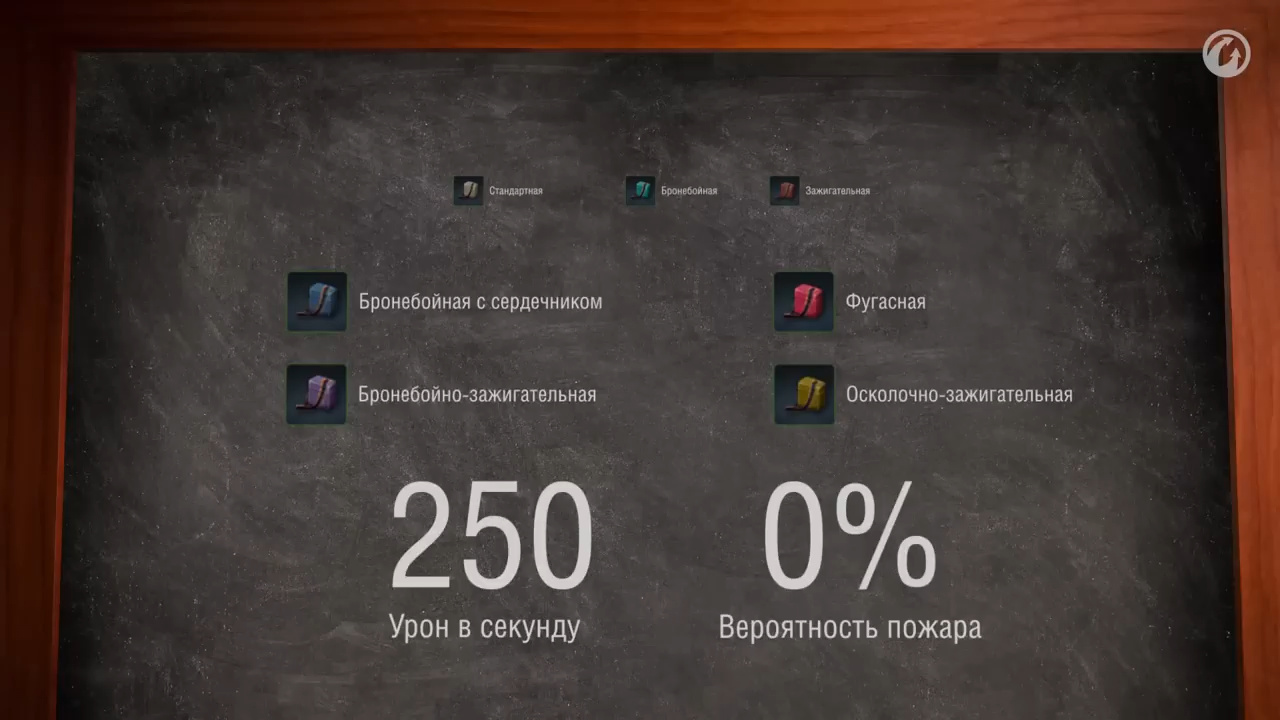 Стандартная
Бронебойная
Зажигательная
Бронебойная с сердечником
Фугасная
Бронебойно-зажигательная
Осколочно-зажигательная
250
0%
Урон в секунду
Вероятность пожара